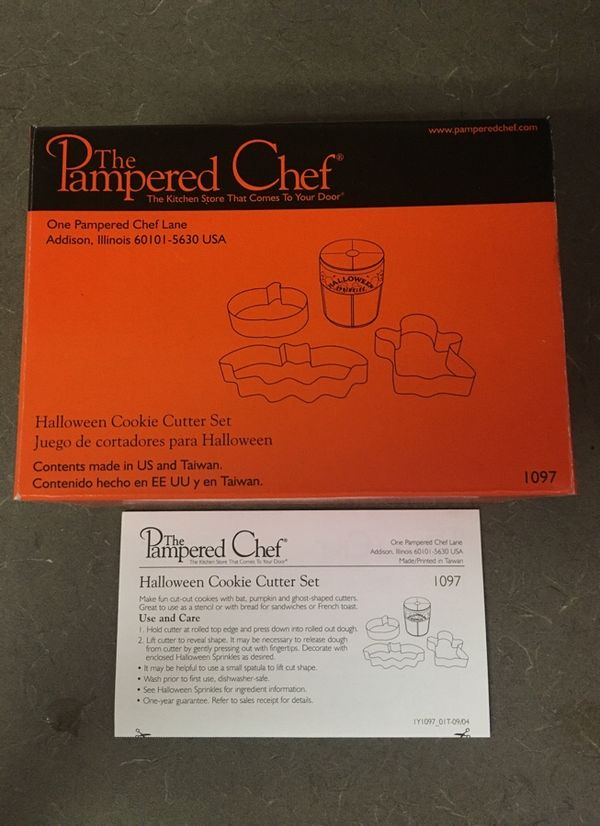 www.pamperedchef.com
The
Pampered Chef®
The Kitchen Store That Comes To Your Door®
One Pampered Chef Lane
Addison, Illinois 60101-5630 USA
HALLOWEEN
SPRINKLES
Halloween Cookie Cutter Set
Juego de cortadores para Halloween
Contents made in US and Taiwan.
Contenido hecho en EE UU y en Taiwan.
1097
The
Pampered Chef®
The Kitchen Store That Comes To Your Door®
One Pampered Chef Lane
Addison, Illinois 60101-5630 USA
Made/Printed in Taiwan
Halloween Cookie Cutter Set
1097
Make fun cut-out cookies with bat, pumpkin and ghost-shaped cutters.
Great to use as a stencil or with bread for sandwiches or French toast.
Use and Care
1. Hold cutter at rolled top edge and press down into rolled out dough.
2. Lift cutter to reveal shape. It may be necessary to release dough
from cutter by gently pressing out with fingertips. Decorate with
enclosed Halloween Sprinkles as desired.
• It may be helpful to use a small spatula to lift cut shape.
• Wash prior to first use, dishwasher-safe.
• See Halloween Sprinkles for ingredient information.
• One-year guarantee. Refer to sales receipt for details.
1Y1097_01T-09/04